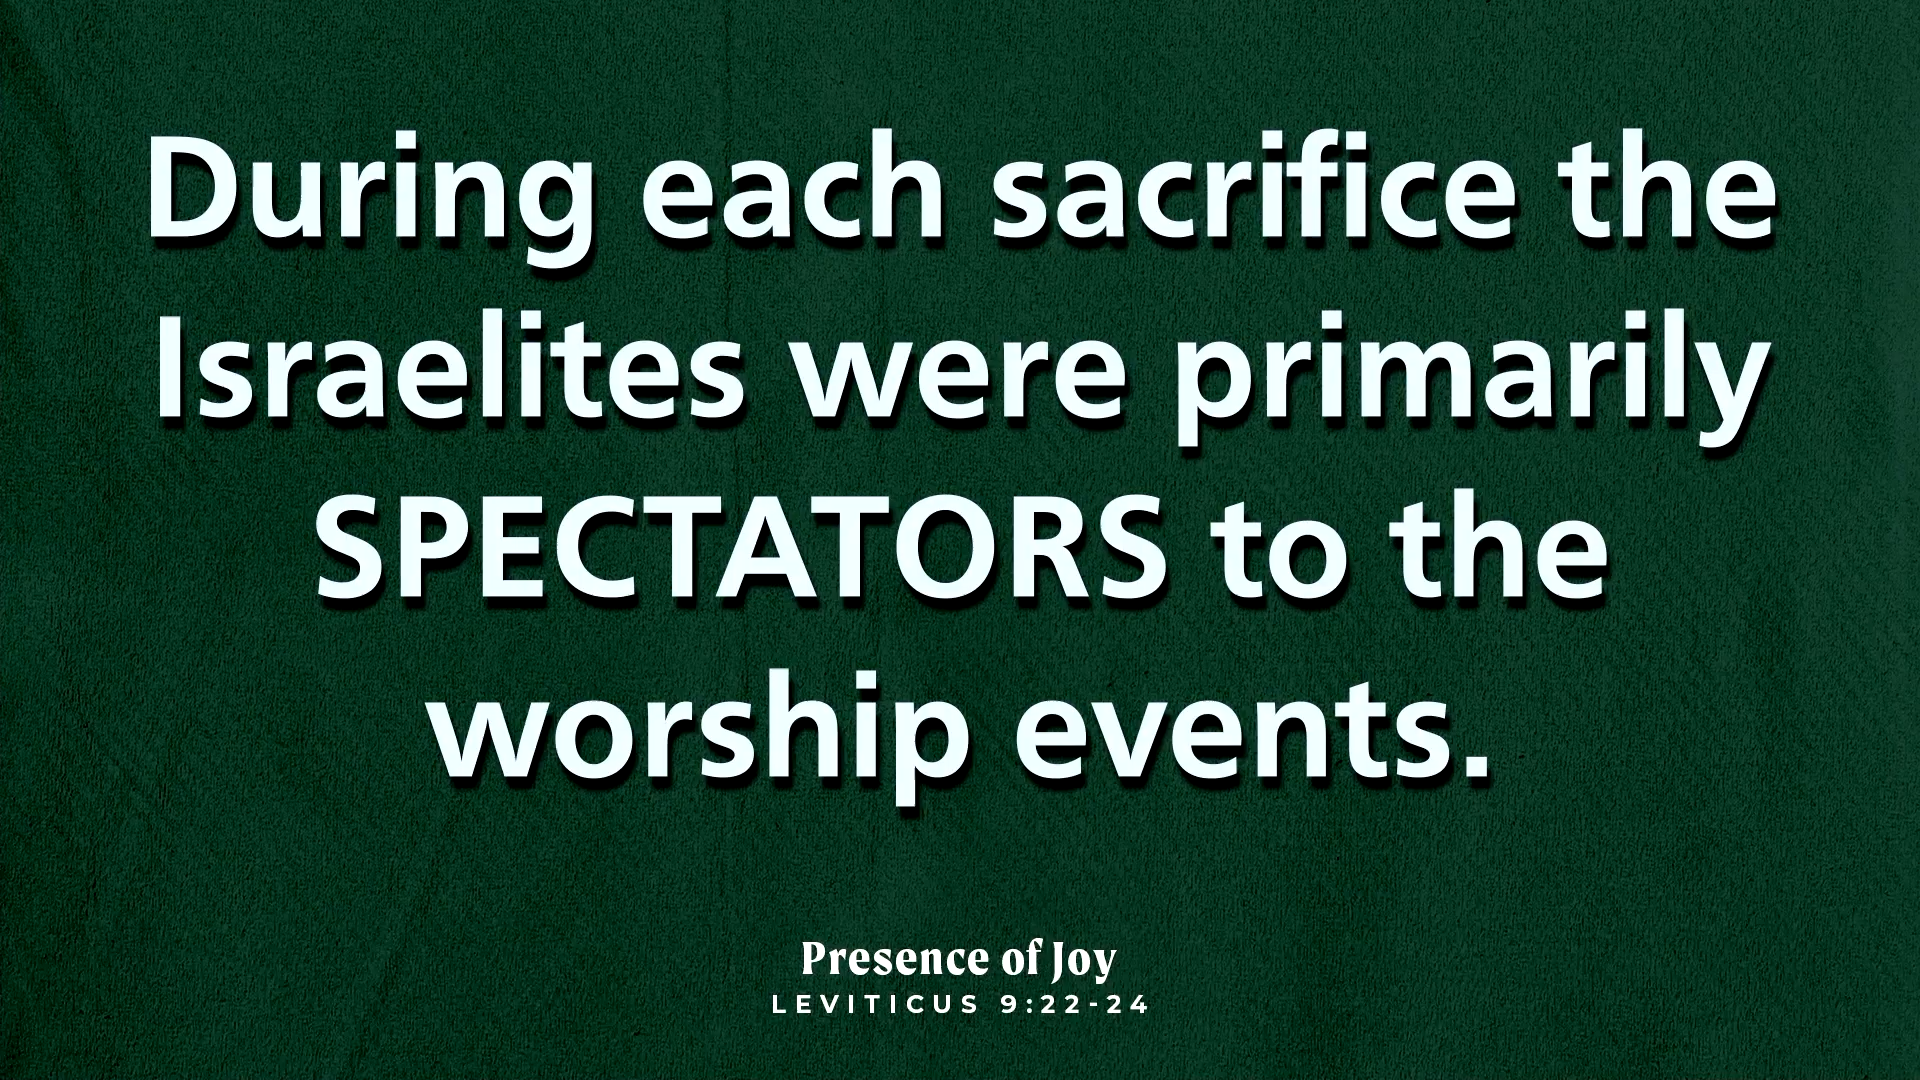 During each sacrifice the
Israelites were primarily
SPECTATORS to the
worship events.
Presence of Joy
LEVITICUS 9:22-24